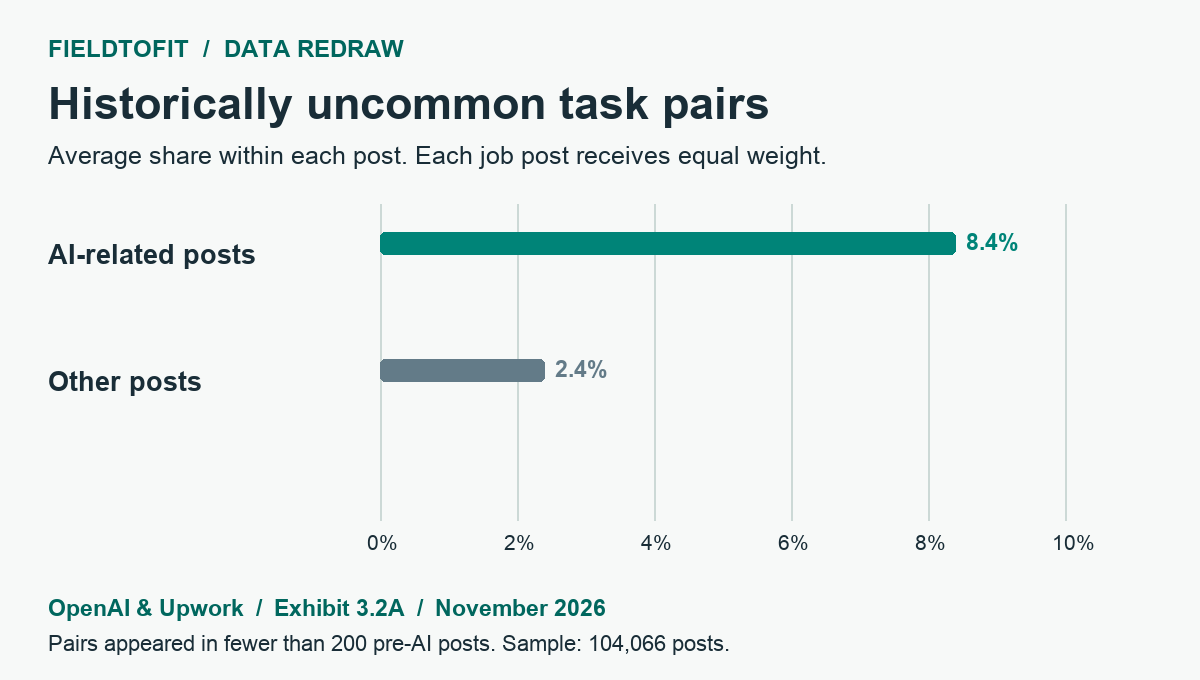 FIELDTOFIT / DATA REDRAW
Historically uncommon task pairs
Average share within each post. Each job post receives equal weight.
AI-related posts
8.4%
Other posts
2.4%
0% 2% 4% 6% 8% 10%
OpenAI & Upwork / Exhibit 3.2A / November 2026
Pairs appeared in fewer than 200 pre-AI posts. Sample: 104,066 posts.